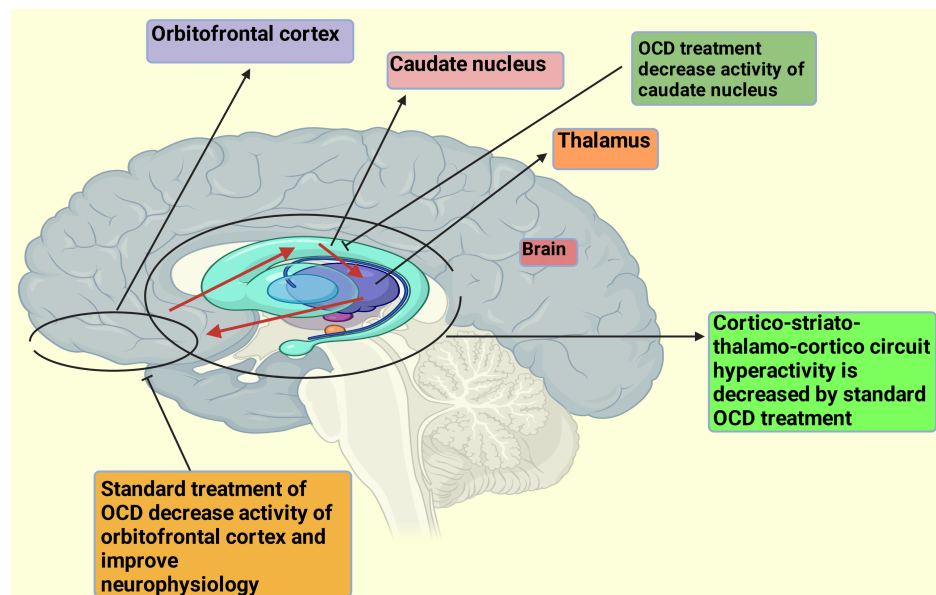 Orbitofrontal cortex
Caudate nucleus
OCD treatment
decrease activity of
caudate nucleus
Thalamus
Brain
Cortico-striato-
thalamo-cortico circuit
hyperactivity is
decreased by standard
OCD treatment
Standard treatment of
OCD decrease activity of
orbitofrontal cortex and
improve
neurophysiology